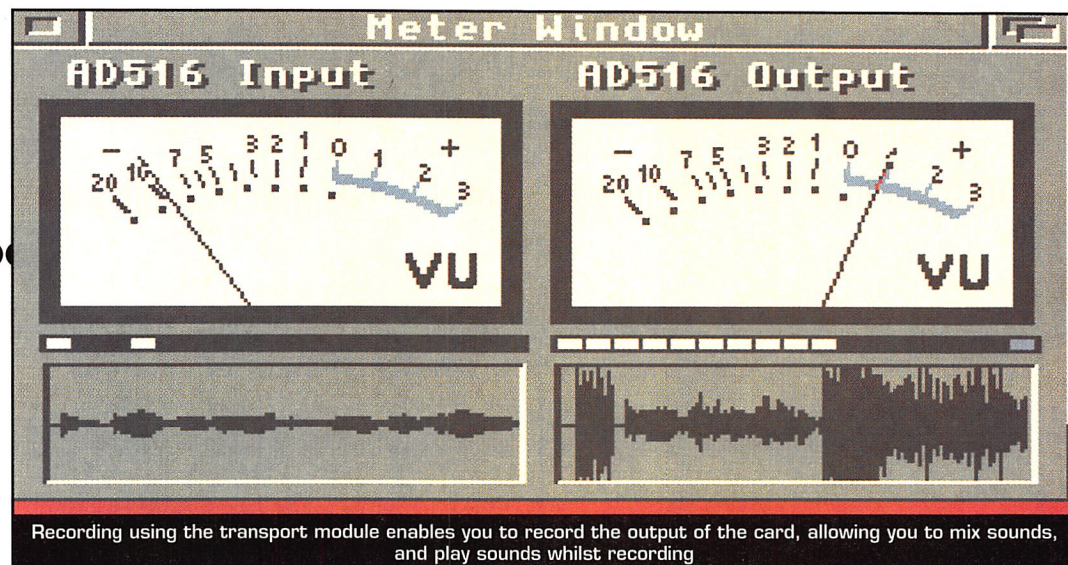 Meter Window
AD516 Input
AD516 Output
- 20 10 7 5 3 2 1 0 1 2 3 +
VU
- 20 10 7 5 3 2 1 0 2 3 +
VU
Recording using the transport module enables you to record the output of the card, allowing you to mix sounds,
and play sounds whilst recording